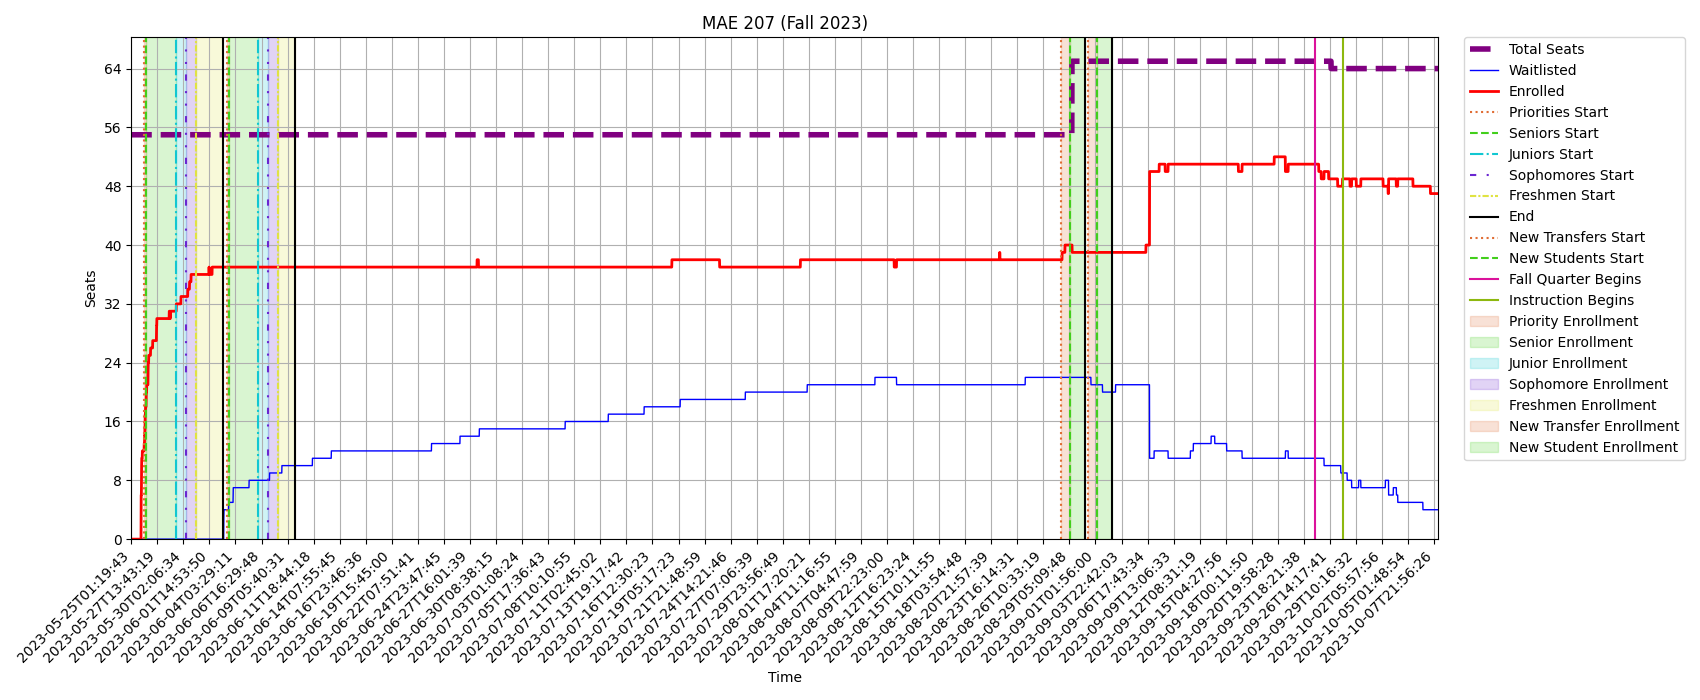 MAE 207 (Fall 2023)
Seats
64
56
48
40
32
24
16
8
0
2023-05-25T01:19:43
2023-05-27T13:43:19
2023-05-30T02:06:34
2023-06-01T14:53:50
2023-06-04T03:29:11
2023-06-06T16:29:48
2023-06-09T05:40:31
2023-06-11T18:44:18
2023-06-14T07:55:45
2023-06-16T23:46:36
2023-06-19T15:45:00
2023-06-22T07:51:41
2023-06-24T23:47:45
2023-06-27T16:01:39
2023-06-30T08:38:15
2023-07-03T01:08:24
2023-07-05T17:36:43
2023-07-08T10:10:55
2023-07-11T02:45:02
2023-07-13T19:17:42
2023-07-16T12:30:23
2023-07-19T05:17:23
2023-07-21T21:48:59
2023-07-24T14:21:46
2023-07-27T07:06:39
2023-07-29T23:56:49
2023-08-01T17:20:21
2023-08-04T11:16:55
2023-08-07T04:47:59
2023-08-09T22:23:00
2023-08-12T16:23:24
2023-08-15T10:11:55
2023-08-18T03:54:48
2023-08-20T21:57:39
2023-08-23T16:14:31
2023-08-26T10:33:19
2023-08-29T05:09:48
2023-09-01T01:56:00
2023-09-03T22:42:03
2023-09-06T17:43:34
2023-09-09T13:06:33
2023-09-12T08:31:19
2023-09-15T04:27:56
2023-09-18T00:11:50
2023-09-20T19:58:28
2023-09-23T18:21:38
2023-09-26T14:17:41
2023-09-29T10:16:32
2023-10-02T05:57:56
2023-10-05T01:48:54
2023-10-07T21:56:26
Time
Total Seats
Waitlisted
Enrolled
Priorities Start
Seniors Start
Juniors Start
Sophomores Start
Freshmen Start
End
New Transfers Start
New Students Start
Fall Quarter Begins
Instruction Begins
Priority Enrollment
Senior Enrollment
Junior Enrollment
Sophomore Enrollment
Freshmen Enrollment
New Transfer Enrollment
New Student Enrollment